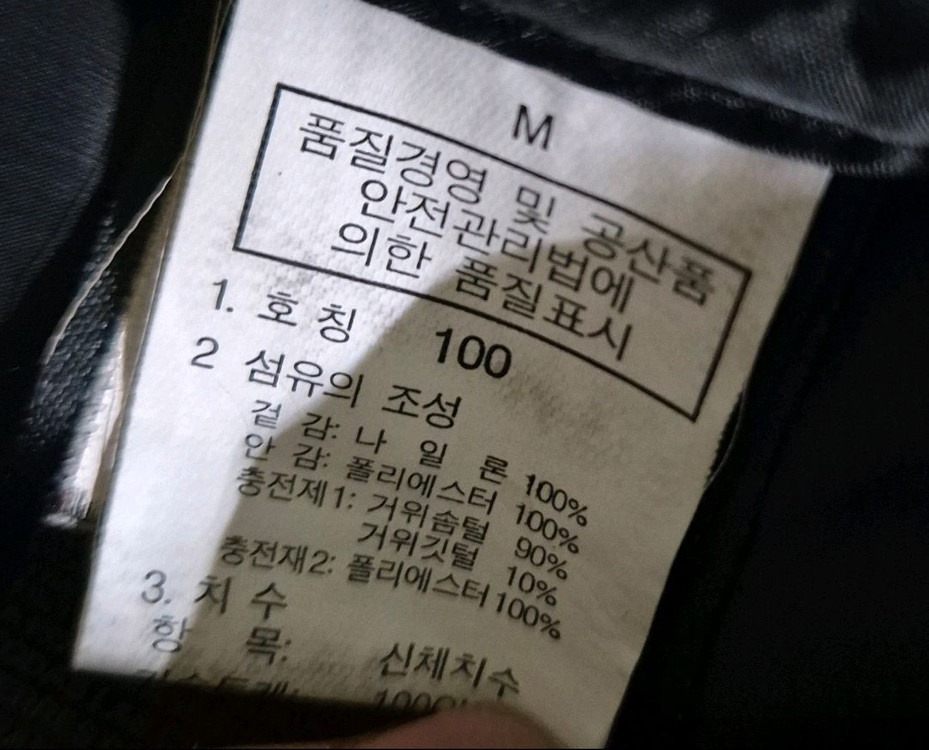 M
품질경영 및 공산품
안전관리법에
의한 품질표시
1. 호 칭 100
2 섬유의 조성
겉 감: 나 일 론 100%
안 감: 폴리에스터 100%
충전제1: 거위솜털 90%
거위깃털 10%
충전재2: 폴리에스터 100%
3. 치 수
항 목: 신체치수